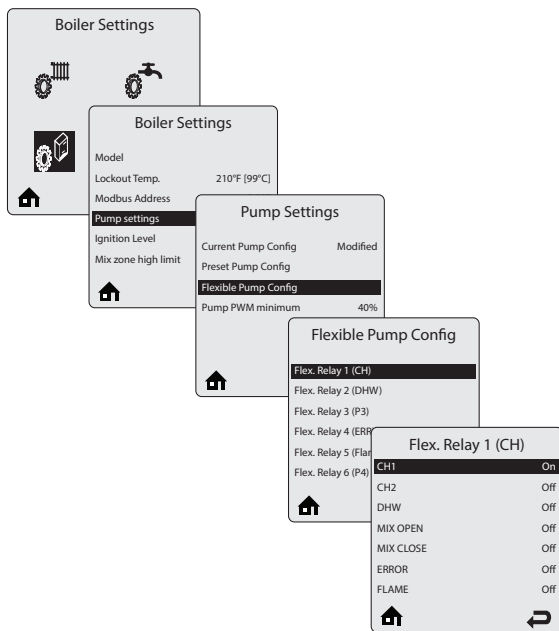 Boiler Settings
Boiler Settings
Model
Lockout Temp. 210°F [99°C]
Modbus Address
Pump settings
Ignition Level
Mix zone high limit
Pump Settings
Current Pump Config Modified
Preset Pump Config
Flexible Pump Config
Pump PWM minimum 40%
Flexible Pump Config
Flex. Relay 1 (CH)
Flex. Relay 2 (DHW)
Flex. Relay 3 (P3)
Flex. Relay 4 (ERR
Flex. Relay 5 (Flar
Flex. Relay 6 (P4)
Flex. Relay 1 (CH)
CH1 On
CH2 Off
DHW Off
MIX OPEN Off
MIX CLOSE Off
ERROR Off
FLAME Off